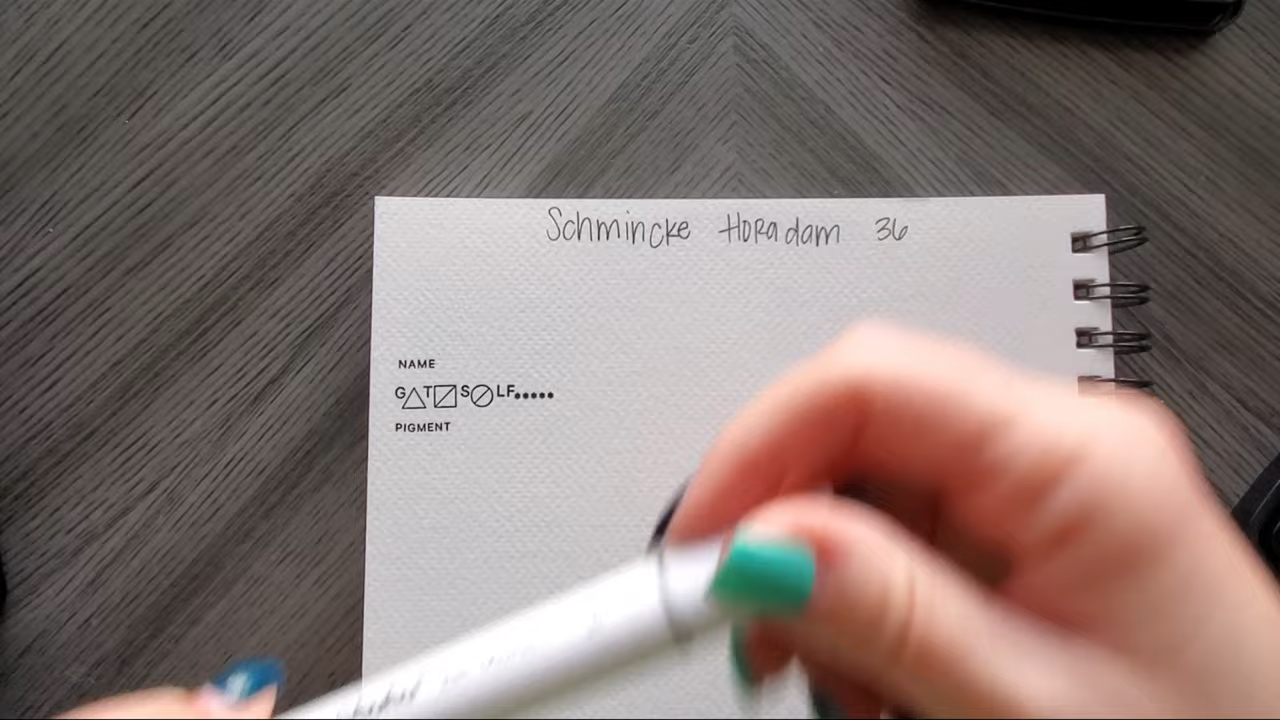 Schmincke Horadam 36
NAME
G△T⧄S⊘LF•••••
PIGMENT